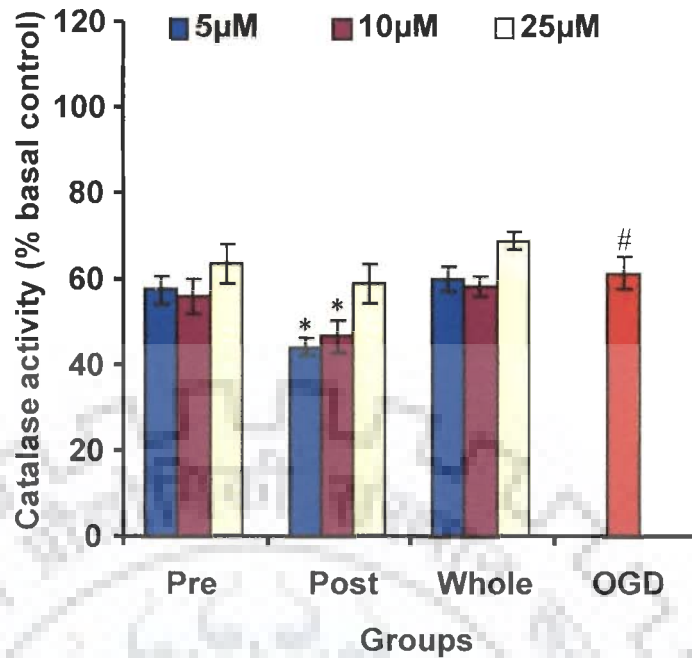 5µM 10µM 25µM
Catalase activity (% basal control)
120
100
80
60
40
20
0
* * #
Pre Post Whole OGD
Groups